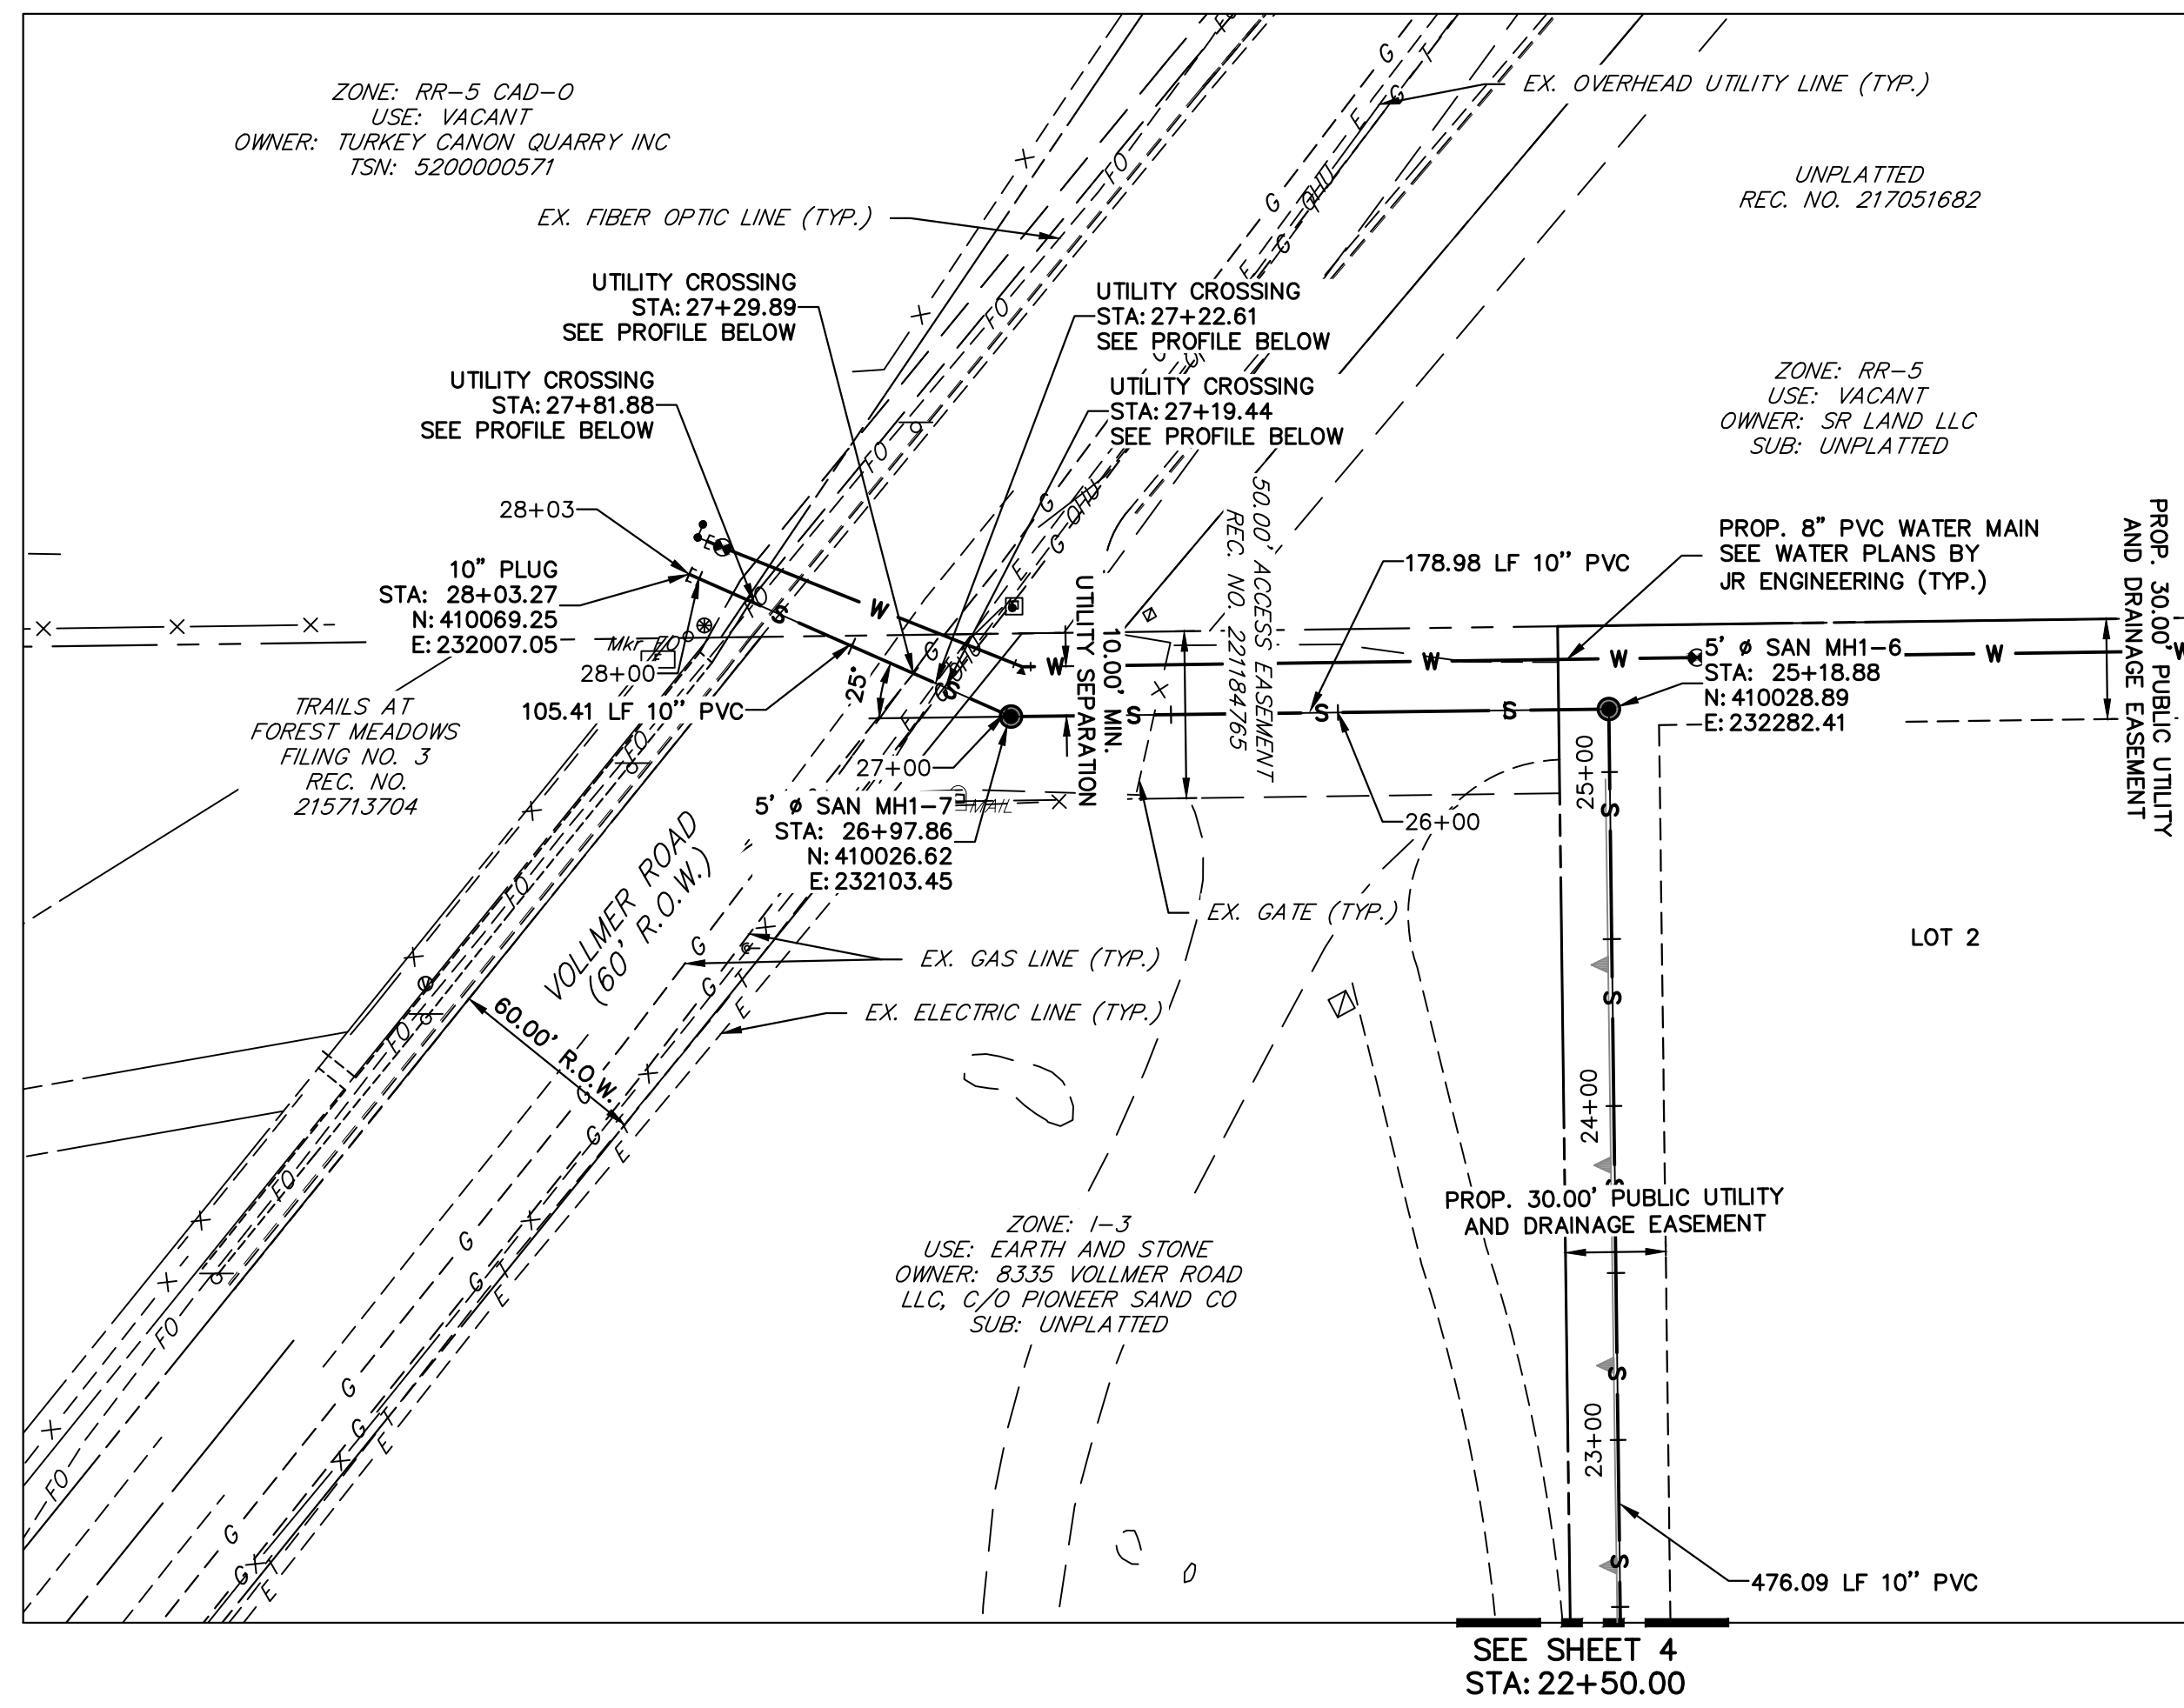 ZONE: RR-5 CAD-O
USE: VACANT
OWNER: TURKEY CANON QUARRY INC
TSN: 5200000571
EX. OVERHEAD UTILITY LINE (TYP.)
UNPLATTED
REC. NO. 217051682
EX. FIBER OPTIC LINE (TYP.)
UTILITY CROSSING
STA: 27+29.89
SEE PROFILE BELOW
UTILITY CROSSING
STA: 27+22.61
SEE PROFILE BELOW
UTILITY CROSSING
STA: 27+81.88
SEE PROFILE BELOW
UTILITY CROSSING
STA: 27+19.44
SEE PROFILE BELOW
ZONE: RR-5
USE: VACANT
OWNER: SR LAND LLC
SUB: UNPLATTED
28+03
10" PLUG
STA: 28+03.27
N: 410069.25
E: 232007.05
Mkr FO
28+00
105.41 LF 10" PVC
25°
27+00
10.00' MIN.
UTILITY SEPARATION
50.00' ACCESS EASEMENT
REC. NO. 221184765
178.98 LF 10" PVC
PROP. 8" PVC WATER MAIN
SEE WATER PLANS BY
JR ENGINEERING (TYP.)
PROP. 30.00' PUBLIC UTILITY
AND DRAINAGE EASEMENT
5' ø SAN MH1-6
STA: 25+18.88
N: 410028.89
E: 232282.41
TRAILS AT
FOREST MEADOWS
FILING NO. 3
REC. NO.
215713704
5' ø SAN MH1-7
STA: 26+97.86
N: 410026.62
E: 232103.45
MAIL
26+00
25+00
VOLLMER ROAD
(60' R.O.W.)
60.00' R.O.W.
EX. GATE (TYP.)
EX. GAS LINE (TYP.)
EX. ELECTRIC LINE (TYP.)
LOT 2
24+00
PROP. 30.00' PUBLIC UTILITY
AND DRAINAGE EASEMENT
ZONE: I-3
USE: EARTH AND STONE
OWNER: 8335 VOLLMER ROAD
LLC, C/O PIONEER SAND CO
SUB: UNPLATTED
23+00
476.09 LF 10" PVC
SEE SHEET 4
STA: 22+50.00